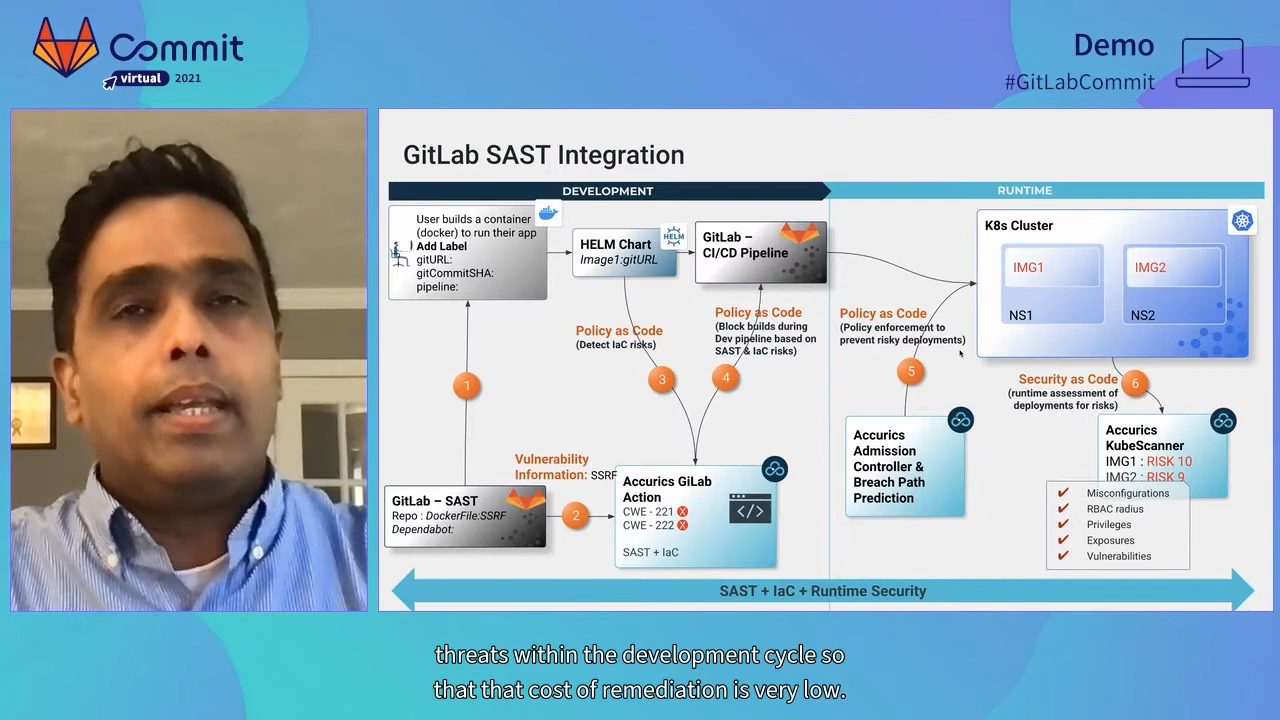 Commit
virtual 2021
Demo
#GitLabCommit
GitLab SAST Integration
DEVELOPMENT
RUNTIME
User builds a container
(docker) to run their app
Add Label
gitURL:
gitCommitSHA:
pipeline:
HELM Chart
Image1:gitURL
HELM
GitLab –
CI/CD Pipeline
K8s Cluster
IMG1
IMG2
NS1
NS2
Policy as Code
(Detect IaC risks)
Policy as Code
(Block builds during
Dev pipeline based on
SAST & IaC risks)
Policy as Code
(Policy enforcement to
prevent risky deployments)
Security as Code
(runtime assessment of
deployments for risks)
1
3
4
5
6
Vulnerability
Information: SSRF
GitLab – SAST
Repo : DockerFile:SSRF
Dependabot:
2
Accurics GiLab
Action
CWE - 221 X
CWE - 222 X
SAST + IaC
</>
Accurics
Admission
Controller &
Breach Path
Prediction
Accurics
KubeScanner
IMG1 : RISK 10
IMG2 : RISK 9
Misconfigurations
RBAC radius
Privileges
Exposures
Vulnerabilities
SAST + IaC + Runtime Security
threats within the development cycle so
that that cost of remediation is very low.